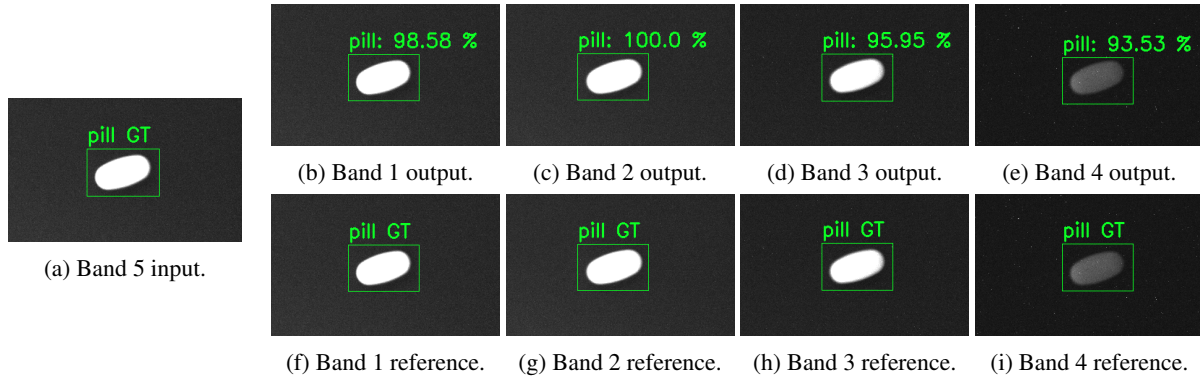 pill: 98.58 %
pill: 100.0 %
pill: 95.95 %
pill: 93.53 %
(b) Band 1 output.
(c) Band 2 output.
(d) Band 3 output.
(e) Band 4 output.
pill GT
(a) Band 5 input.
pill GT
pill GT
pill GT
pill GT
(f) Band 1 reference.
(g) Band 2 reference.
(h) Band 3 reference.
(i) Band 4 reference.